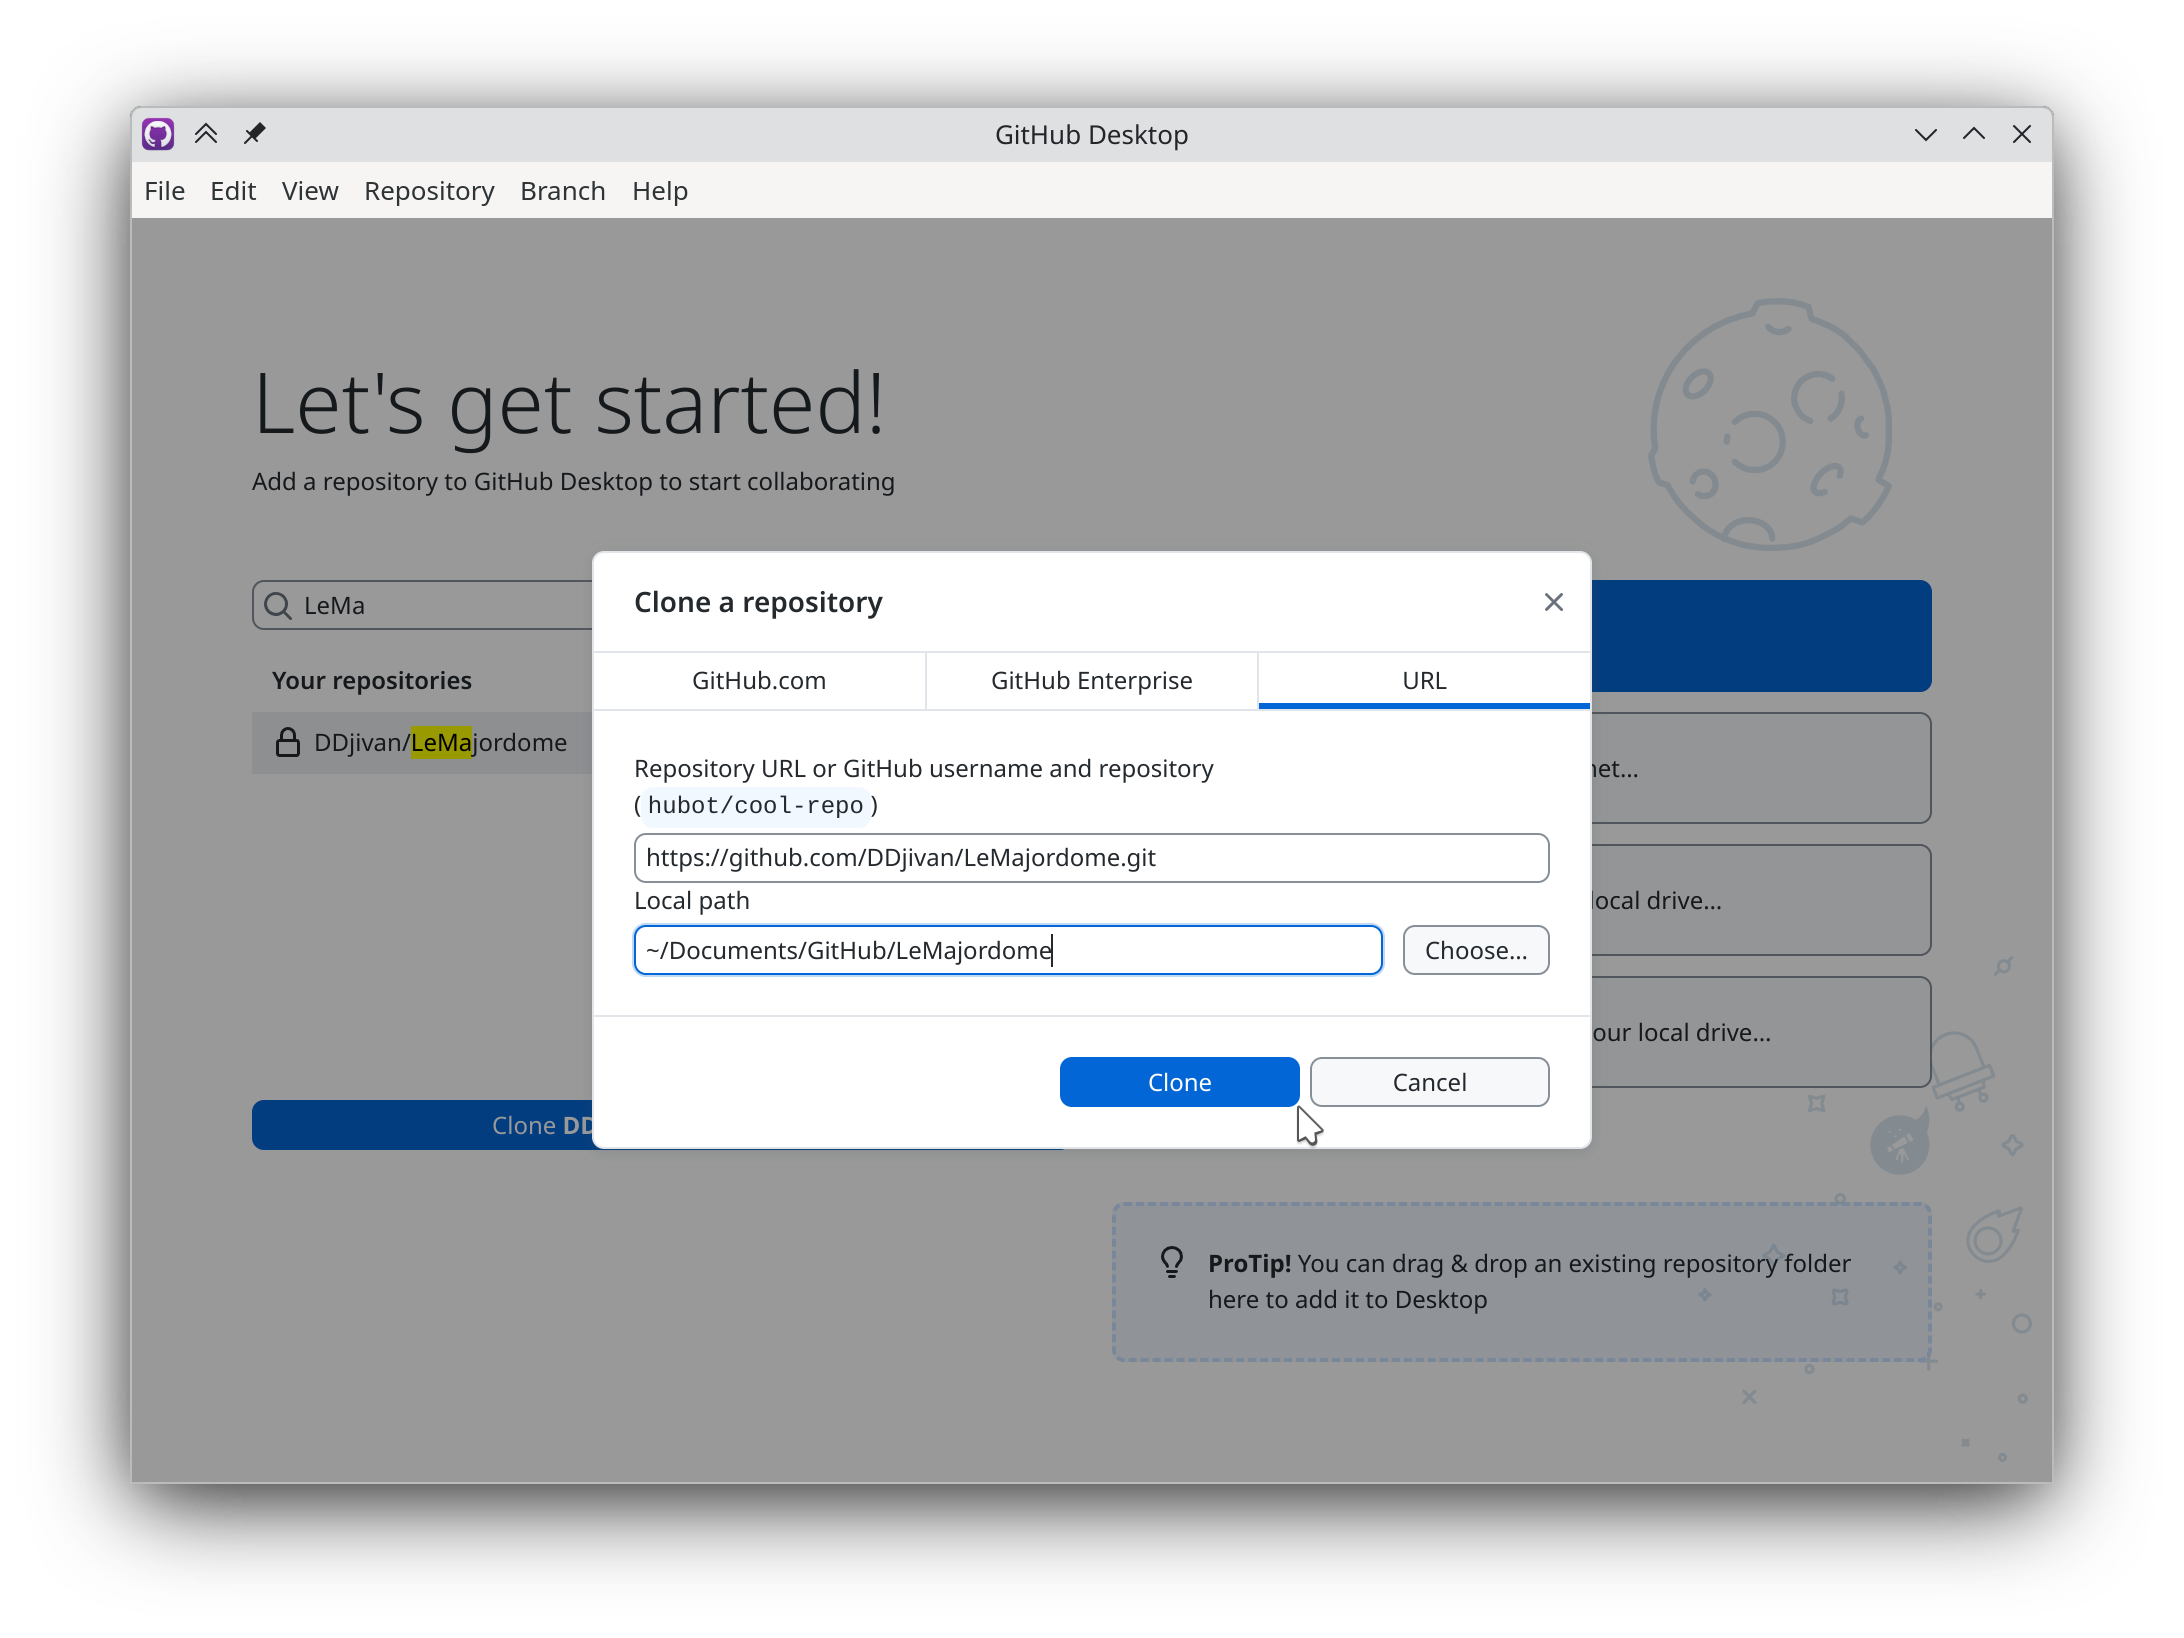 GitHub Desktop
File Edit View Repository Branch Help
Let's get started!
Add a repository to GitHub Desktop to start collaborating
LeMa
Your repositories
DDjivan/LeMajordome
Clone DD
Clone a repository
GitHub.com GitHub Enterprise URL
Repository URL or GitHub username and repository
(hubot/cool-repo)
https://github.com/DDjivan/LeMajordome.git
Local path
~/Documents/GitHub/LeMajordome
Choose...
Clone Cancel
local drive...
our local drive...
ProTip! You can drag & drop an existing repository folder
here to add it to Desktop